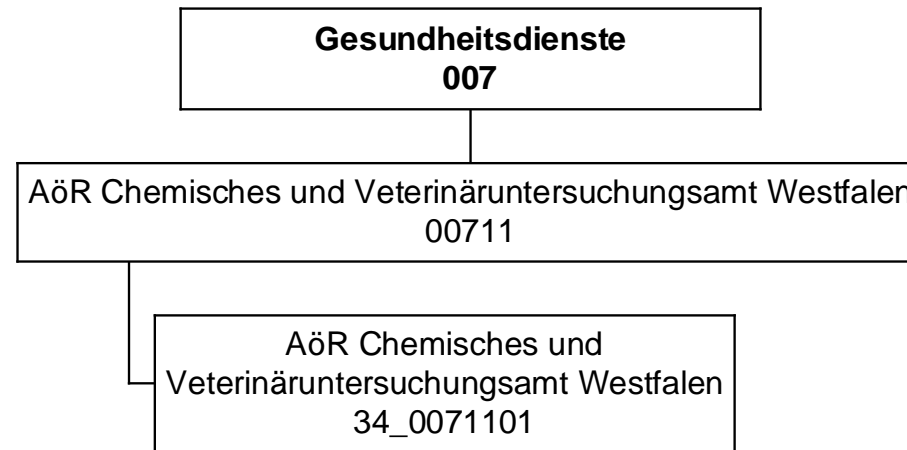 Gesundheitsdienste
007
AöR Chemisches und Veterinäruntersuchungsamt Westfalen
00711
AöR Chemisches und
Veterinäruntersuchungsamt Westfalen
34_0071101